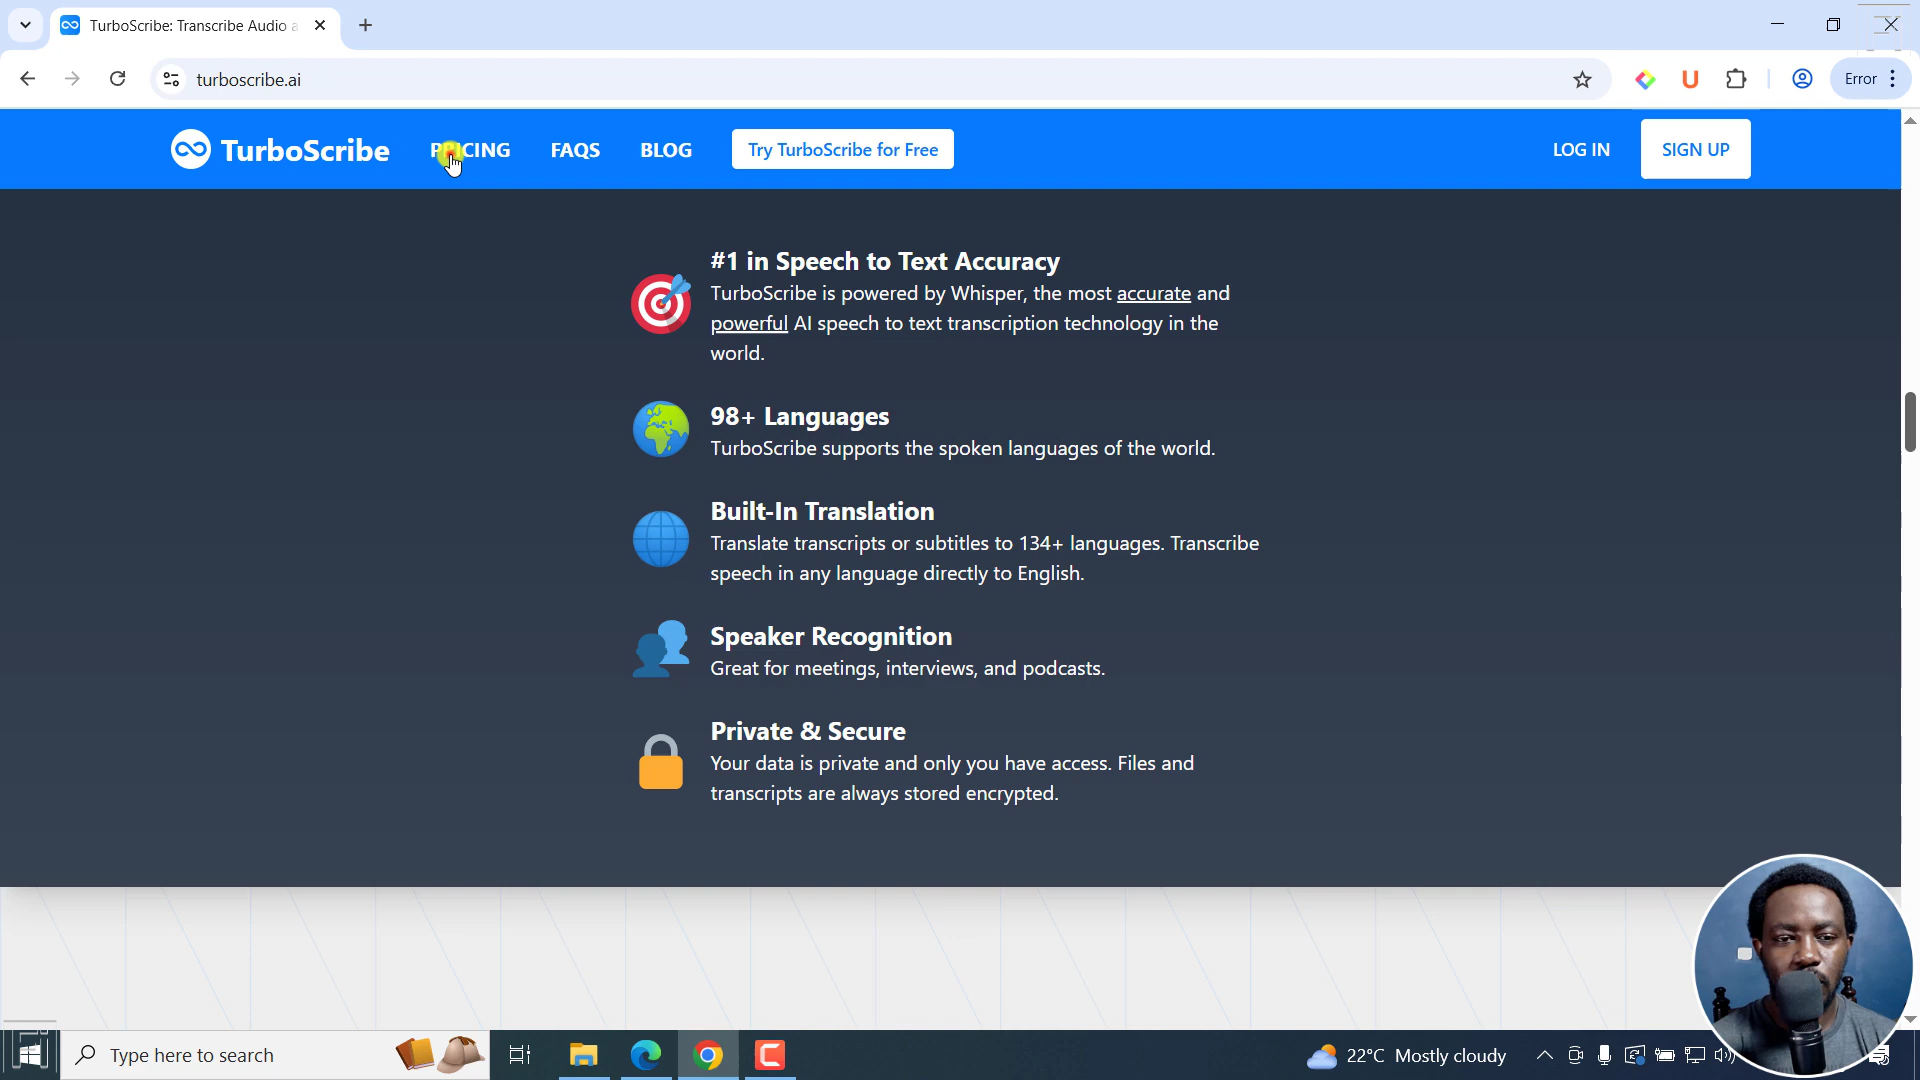 TurboScribe: Transcribe Audio a
turboscribe.ai
Error
TurboScribe
PRICING
FAQS
BLOG
Try TurboScribe for Free
LOG IN
SIGN UP
#1 in Speech to Text Accuracy
TurboScribe is powered by Whisper, the most accurate and
powerful AI speech to text transcription technology in the
world.
98+ Languages
TurboScribe supports the spoken languages of the world.
Built-In Translation
Translate transcripts or subtitles to 134+ languages. Transcribe
speech in any language directly to English.
Speaker Recognition
Great for meetings, interviews, and podcasts.
Private & Secure
Your data is private and only you have access. Files and
transcripts are always stored encrypted.
Type here to search
22°C Mostly cloudy